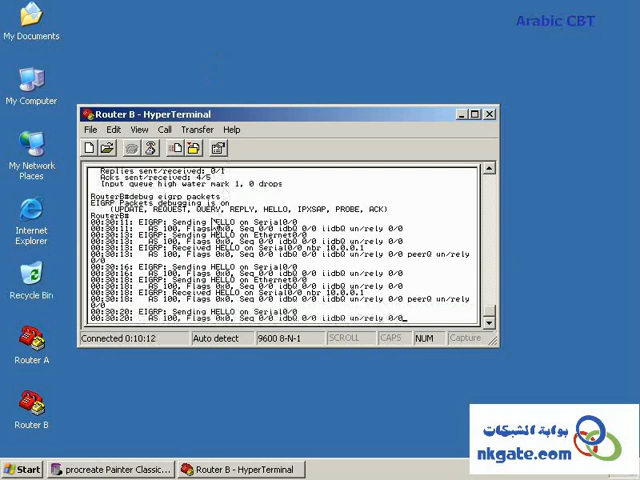 Arabic CBT
My Documents
My Computer
My Network
Places
Internet
Explorer
Recycle Bin
Router A
Router B
Router B - HyperTerminal
File Edit View Call Transfer Help
Replies sent/received: 0/1
Acks sent/received: 4/5
Input queue high water mark 1, 0 drops
RouterB#debug eigrp packets
EIGRP Packets debugging is on
(UPDATE, REQUEST, QUERY, REPLY, HELLO, IPXSAP, PROBE, ACK)
RouterB#
00:30:11: EIGRP: Sending HELLO on Serial0/0
00:30:11: AS 100, Flags 0x0, Seq 0/0 idbQ 0/0 iidbQ un/rely 0/0
00:30:13: EIGRP: Sending HELLO on Ethernet0/0
00:30:13: AS 100, Flags 0x0, Seq 0/0 idbQ 0/0 iidbQ un/rely 0/0
00:30:13: EIGRP: Received HELLO on Serial0/0 nbr 10.0.0.1
00:30:13: AS 100, Flags 0x0, Seq 0/0 idbQ 0/0 iidbQ un/rely 0/0 peerQ un/rely
0/0
00:30:16: EIGRP: Sending HELLO on Serial0/0
00:30:16: AS 100, Flags 0x0, Seq 0/0 idbQ 0/0 iidbQ un/rely 0/0
00:30:18: EIGRP: Sending HELLO on Ethernet0/0
00:30:18: AS 100, Flags 0x0, Seq 0/0 idbQ 0/0 iidbQ un/rely 0/0
00:30:18: EIGRP: Received HELLO on Serial0/0 nbr 10.0.0.1
00:30:18: AS 100, Flags 0x0, Seq 0/0 idbQ 0/0 iidbQ un/rely 0/0 peerQ un/rely
0/0
00:30:20: EIGRP: Sending HELLO on Serial0/0
00:30:20: AS 100, Flags 0x0, Seq 0/0 idbQ 0/0 iidbQ un/rely 0/0_
Connected 0:10:12 Auto detect 9600 8-N-1 SCROLL CAPS NUM Capture
بوابة الشبكات
nkgate.com
Start procreate Painter Classic... Router B - HyperTerminal